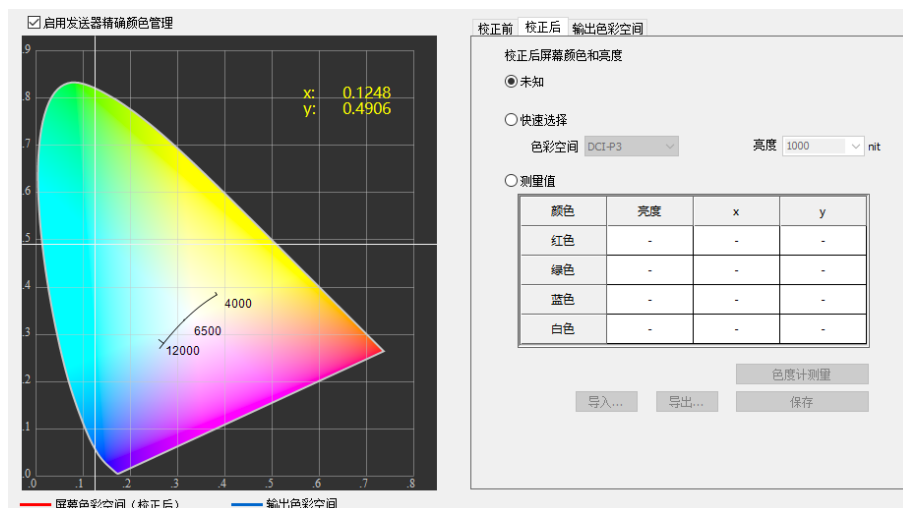 启用发送器精确颜色管理
.9
.8
.7
.6
.5
.4
.3
.2
.1
.0
.0 .1 .2 .3 .4 .5 .6 .7 .8
x: 0.1248
y: 0.4906
4000
6500
12000
屏幕色彩空间（校正后） 输出色彩空间
校正前 校正后 输出色彩空间
校正后屏幕颜色和亮度
未知
快速选择
色彩空间 DCI-P3 亮度 1000 nit
测量值
颜色 亮度 x y
红色 - - -
绿色 - - -
蓝色 - - -
白色 - - -
色度计测量
导入... 导出... 保存